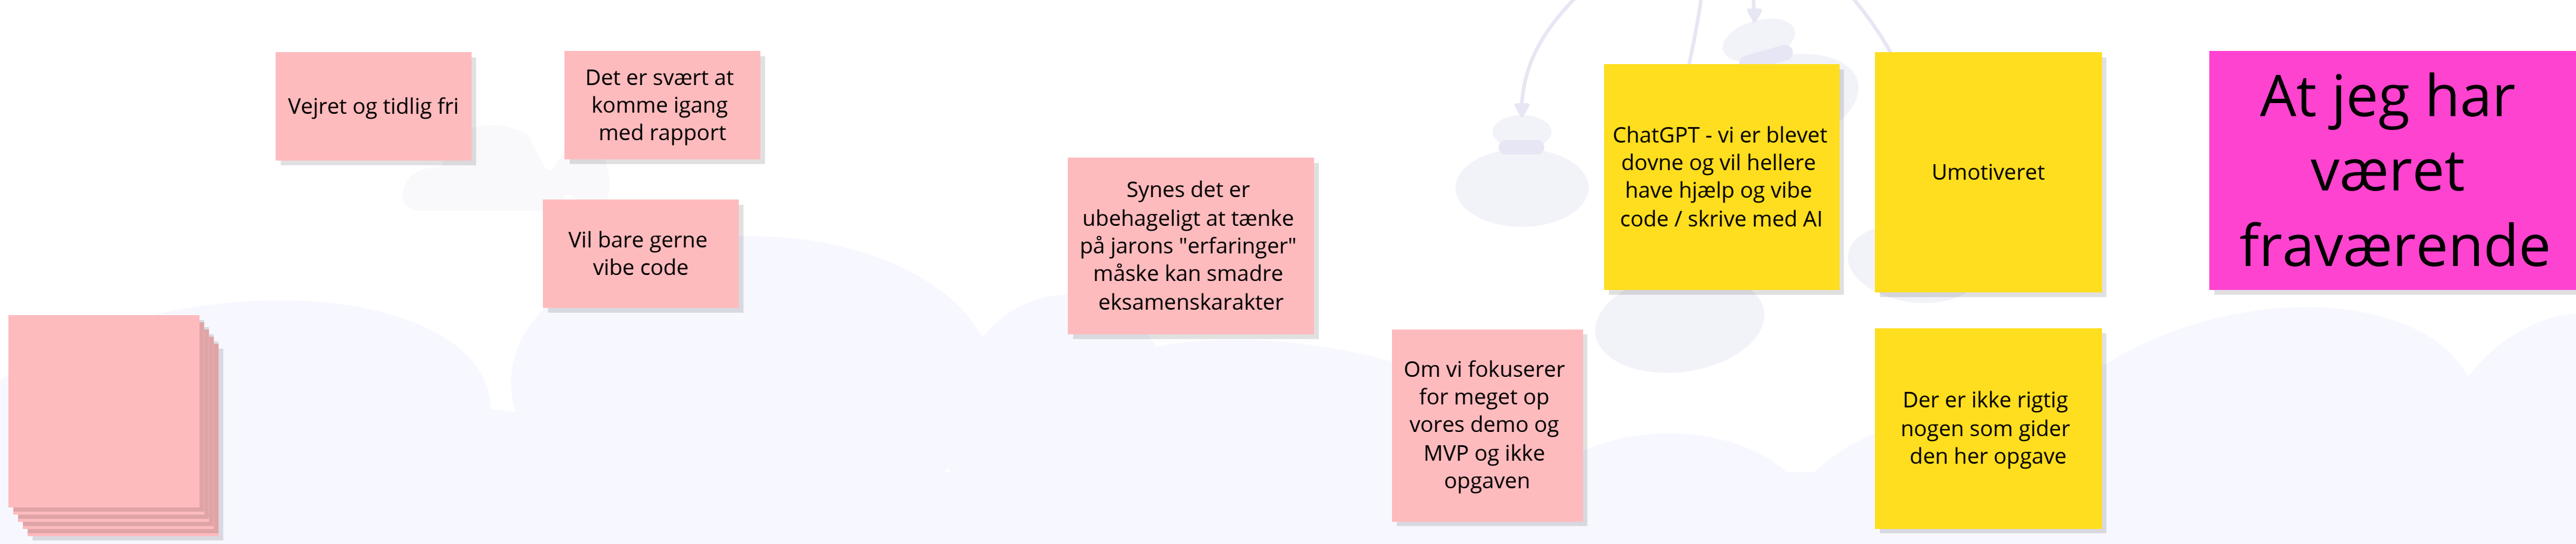 Vejret og tidlig fri
Det er svært at
komme igang
med rapport
Vil bare gerne
vibe code
Synes det er
ubehageligt at tænke
på jarons "erfaringer"
måske kan smadre
eksamenskarakter
Om vi fokuserer
for meget op
vores demo og
MVP og ikke
opgaven
ChatGPT - vi er blevet
dovne og vil hellere
have hjælp og vibe
code / skrive med AI
Umotiveret
Der er ikke rigtig
nogen som gider
den her opgave
At jeg har
været
fraværende